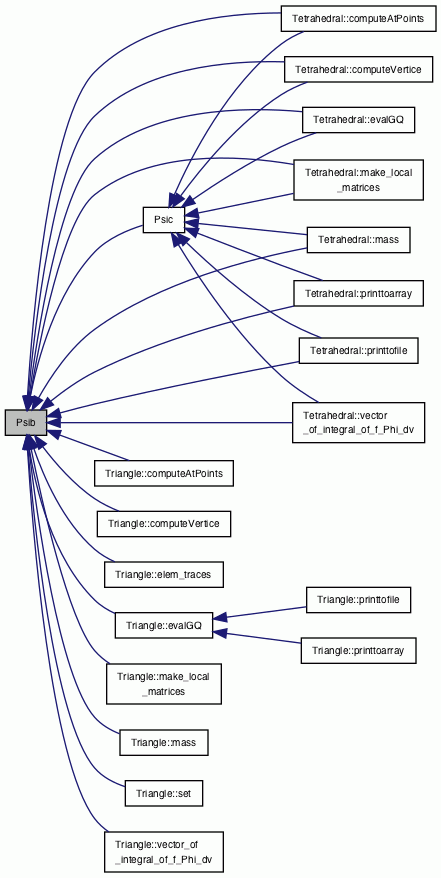 Tetrahedral::computeAtPoints
Tetrahedral::computeVertice
Tetrahedral::evalGQ
Tetrahedral::make_local
_matrices
Psic
Tetrahedral::mass
Tetrahedral::printtoarray
Tetrahedral::printtofile
Tetrahedral::vector
_of_integral_of_f_Phi_dv
Psib
Triangle::computeAtPoints
Triangle::computeVertice
Triangle::elem_traces
Triangle::evalGQ
Triangle::printtofile
Triangle::printtoarray
Triangle::make_local
_matrices
Triangle::mass
Triangle::set
Triangle::vector_of
_integral_of_f_Phi_dv